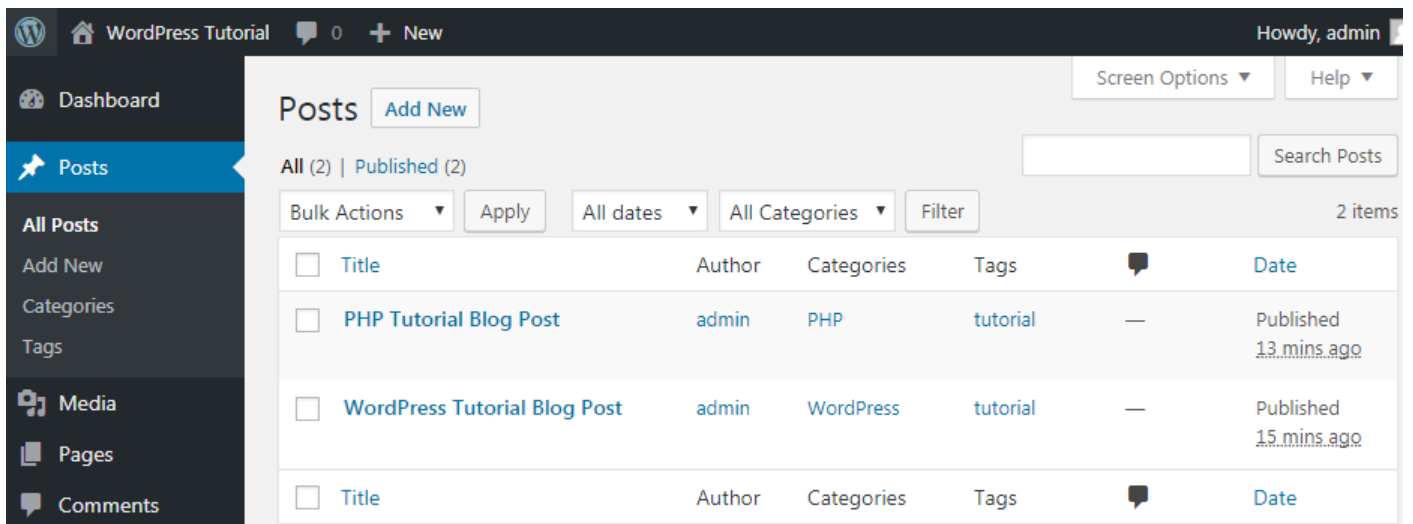 WordPress Tutorial 0 + New Howdy, admin
Screen Options ▼ Help ▼
Dashboard
Posts Add New
Posts
All (2) | Published (2) Search Posts
Bulk Actions ▼ Apply All dates ▼ All Categories ▼ Filter 2 items
All Posts
Add New
Categories
Tags
Media
Pages
Comments
Title Author Categories Tags Date
PHP Tutorial Blog Post admin PHP tutorial — Published
13 mins ago
WordPress Tutorial Blog Post admin WordPress tutorial — Published
15 mins ago
Title Author Categories Tags Date